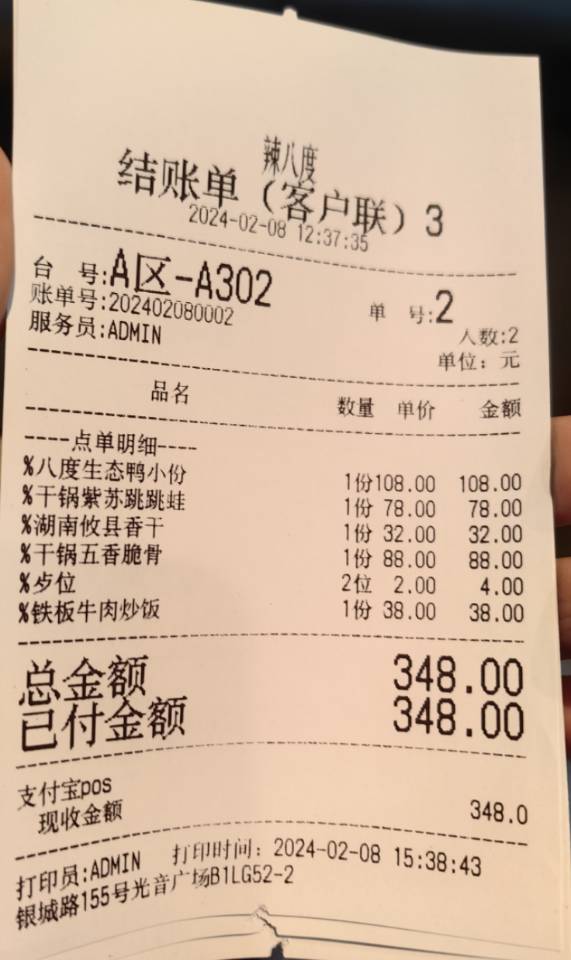 辣八度
结账单（客户联）3
2024-02-08 12:37:35
台 号:A区-A302 单 号:2
账单号:202402080002 人数:2
服务员:ADMIN 单位：元
品名 数量 单价 金额
-----点单明细----
%八度生态鸭小份 1份 108.00 108.00
%干锅紫苏跳跳蛙 1份 78.00 78.00
%湖南攸县香干 1份 32.00 32.00
%干锅五香脆骨 1份 88.00 88.00
%歺位 2位 2.00 4.00
%铁板牛肉炒饭 1份 38.00 38.00
总金额 348.00
已付金额 348.00
支付宝pos
现收金额 348.0
打印员:ADMIN 打印时间：2024-02-08 15:38:43
银城路155号光音广场B1LG52-2